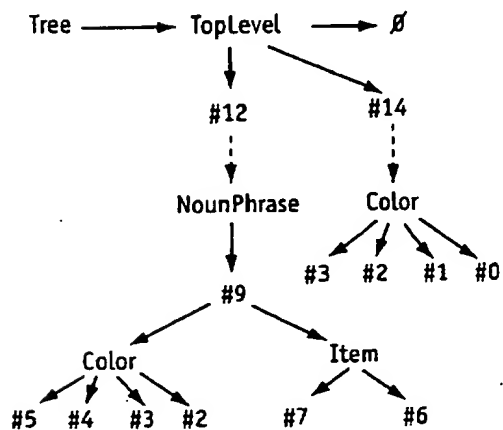 Tree TopLevel Ø
#12 #14
NounPhrase Color
#3 #2 #1 #0
#9
Color Item
#5 #4 #3 #2 #7 #6